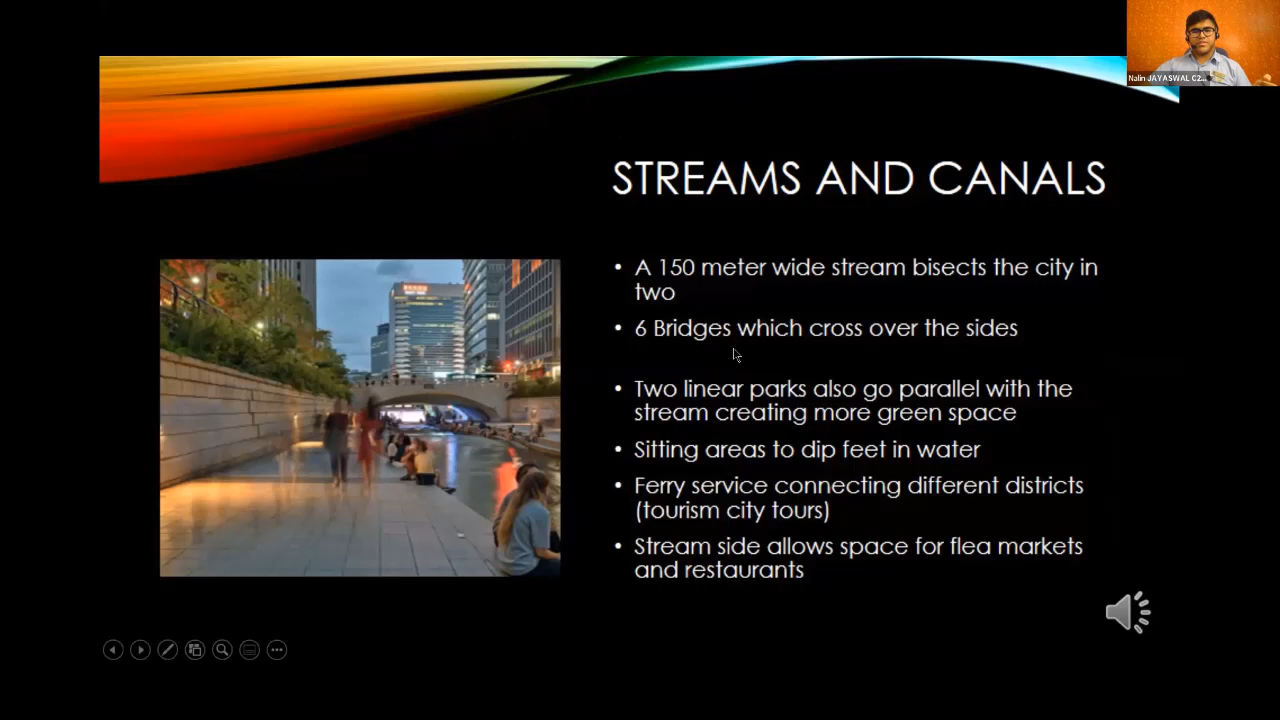 Nalin JAYASWAL C2...
STREAMS AND CANALS
• A 150 meter wide stream bisects the city in
two
• 6 Bridges which cross over the sides
• Two linear parks also go parallel with the
stream creating more green space
• Sitting areas to dip feet in water
• Ferry service connecting different districts
(tourism city tours)
• Stream side allows space for flea markets
and restaurants